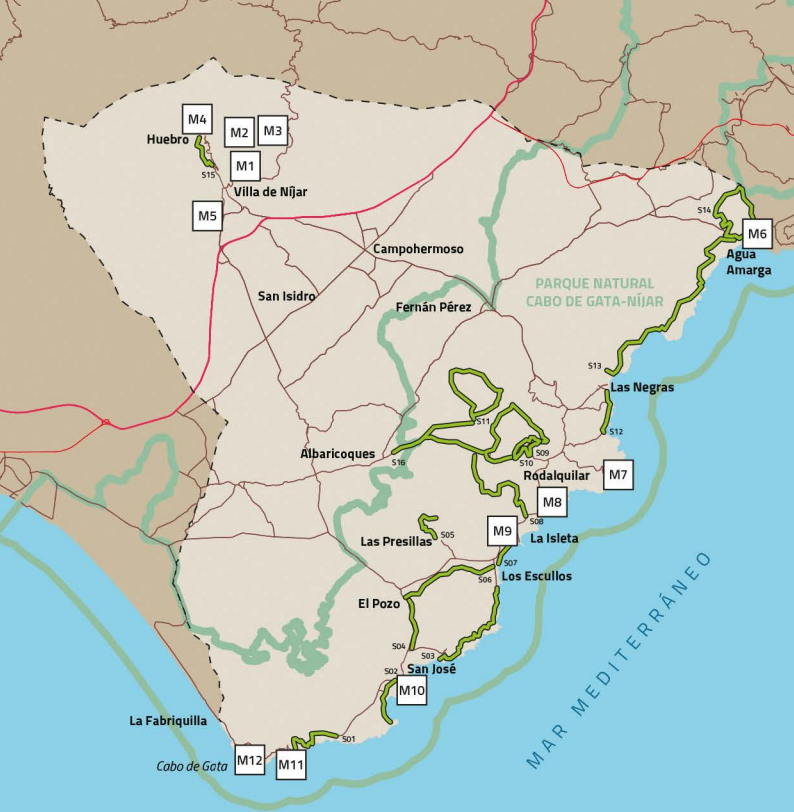 M4
M2
M3
Huebro
M1
S15
Villa de Níjar
M5
S14
M6
Campohermoso
Agua
Amarga
PARQUE NATURAL
CABO DE GATA-NÍJAR
San Isidro
Fernán Pérez
S13
Las Negras
S11
S12
Albaricoques
S16
S10
S09
Rodalquilar
M7
M8
S08
M9
La Isleta
Las Presillas
S05
S07
S06
Los Escullos
El Pozo
S04
S03
San José
S02
M10
La Fabriquilla
S01
Cabo de Gata
M12
M11
MAR MEDITERRÁNEO